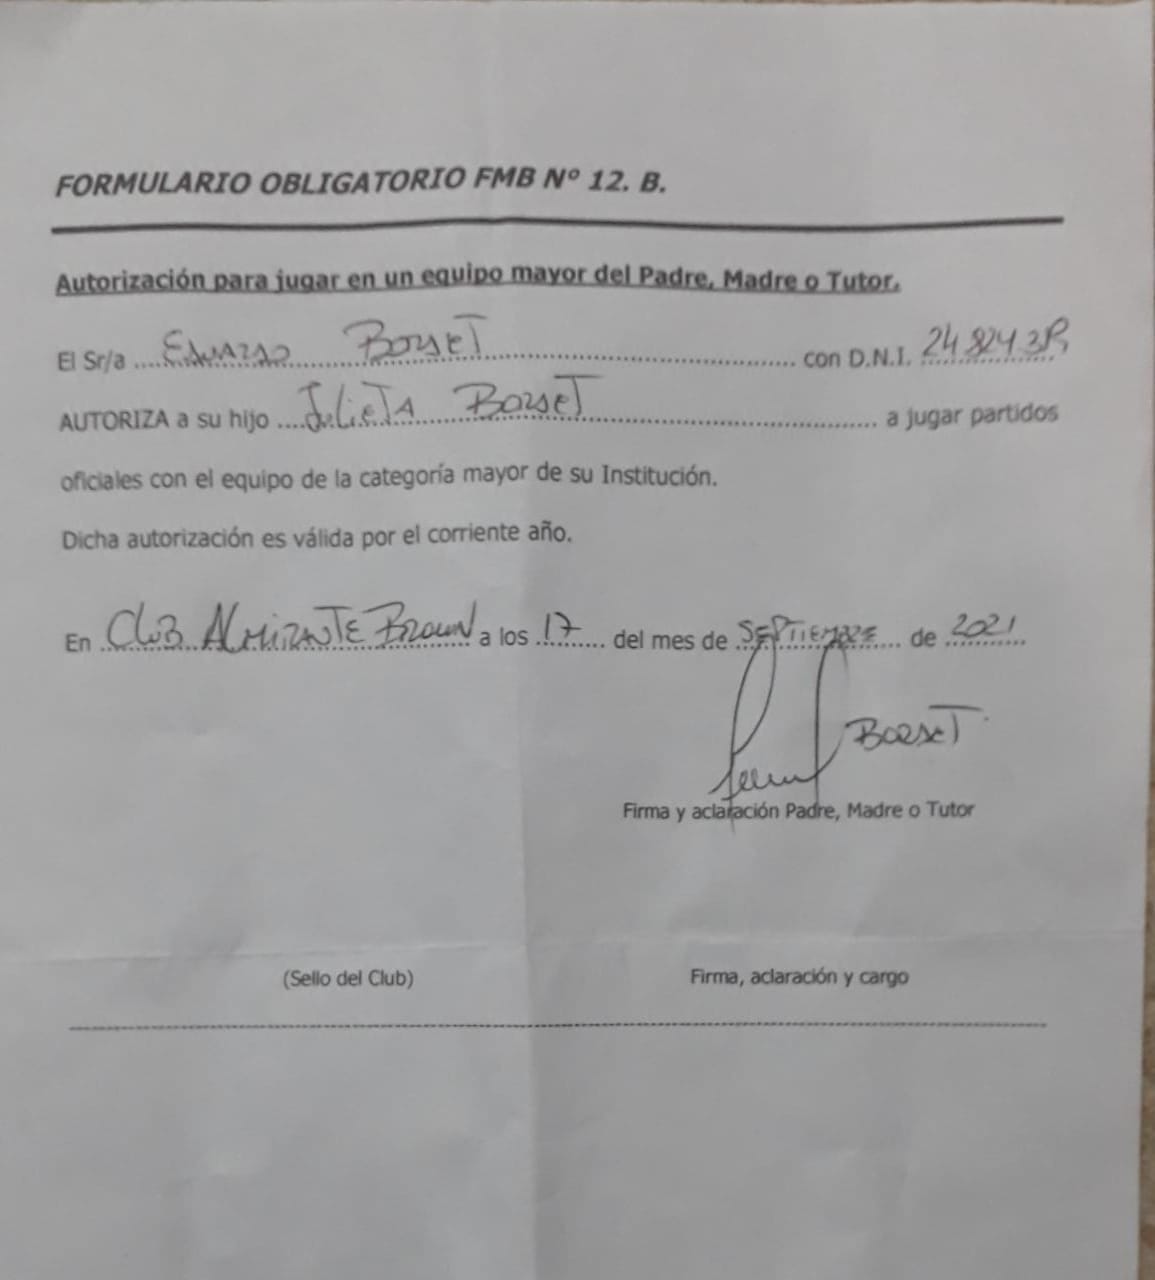 FORMULARIO OBLIGATORIO FMB Nº 12. B.
Autorización para jugar en un equipo mayor del Padre, Madre o Tutor.
El Sr/a .... Eduardo Borset .... con D.N.I.
AUTORIZA a su hijo .... Julieta Borset .... a jugar partidos
oficiales con el equipo de la categoría mayor de su Institución.
Dicha autorización es válida por el corriente año.
En Club Almirante Brown a los 17 del mes de SEPTIEMBRE de 2021
BORSET
Firma y aclaración Padre, Madre o Tutor
(Sello del Club) Firma, aclaración y cargo